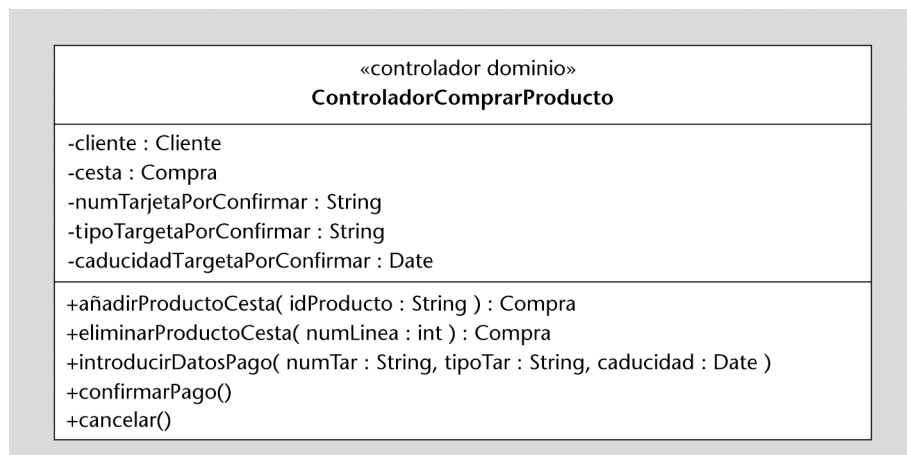 «controlador dominio»
ControladorComprarProducto
-cliente : Cliente
-cesta : Compra
-numTarjetaPorConfirmar : String
-tipoTargetaPorConfirmar : String
-caducidadTargetaPorConfirmar : Date
+añadirProductoCesta( idProducto : String ) : Compra
+eliminarProductoCesta( numLinea : int ) : Compra
+introducirDatosPago( numTar : String, tipoTar : String, caducidad : Date )
+confirmarPago()
+cancelar()